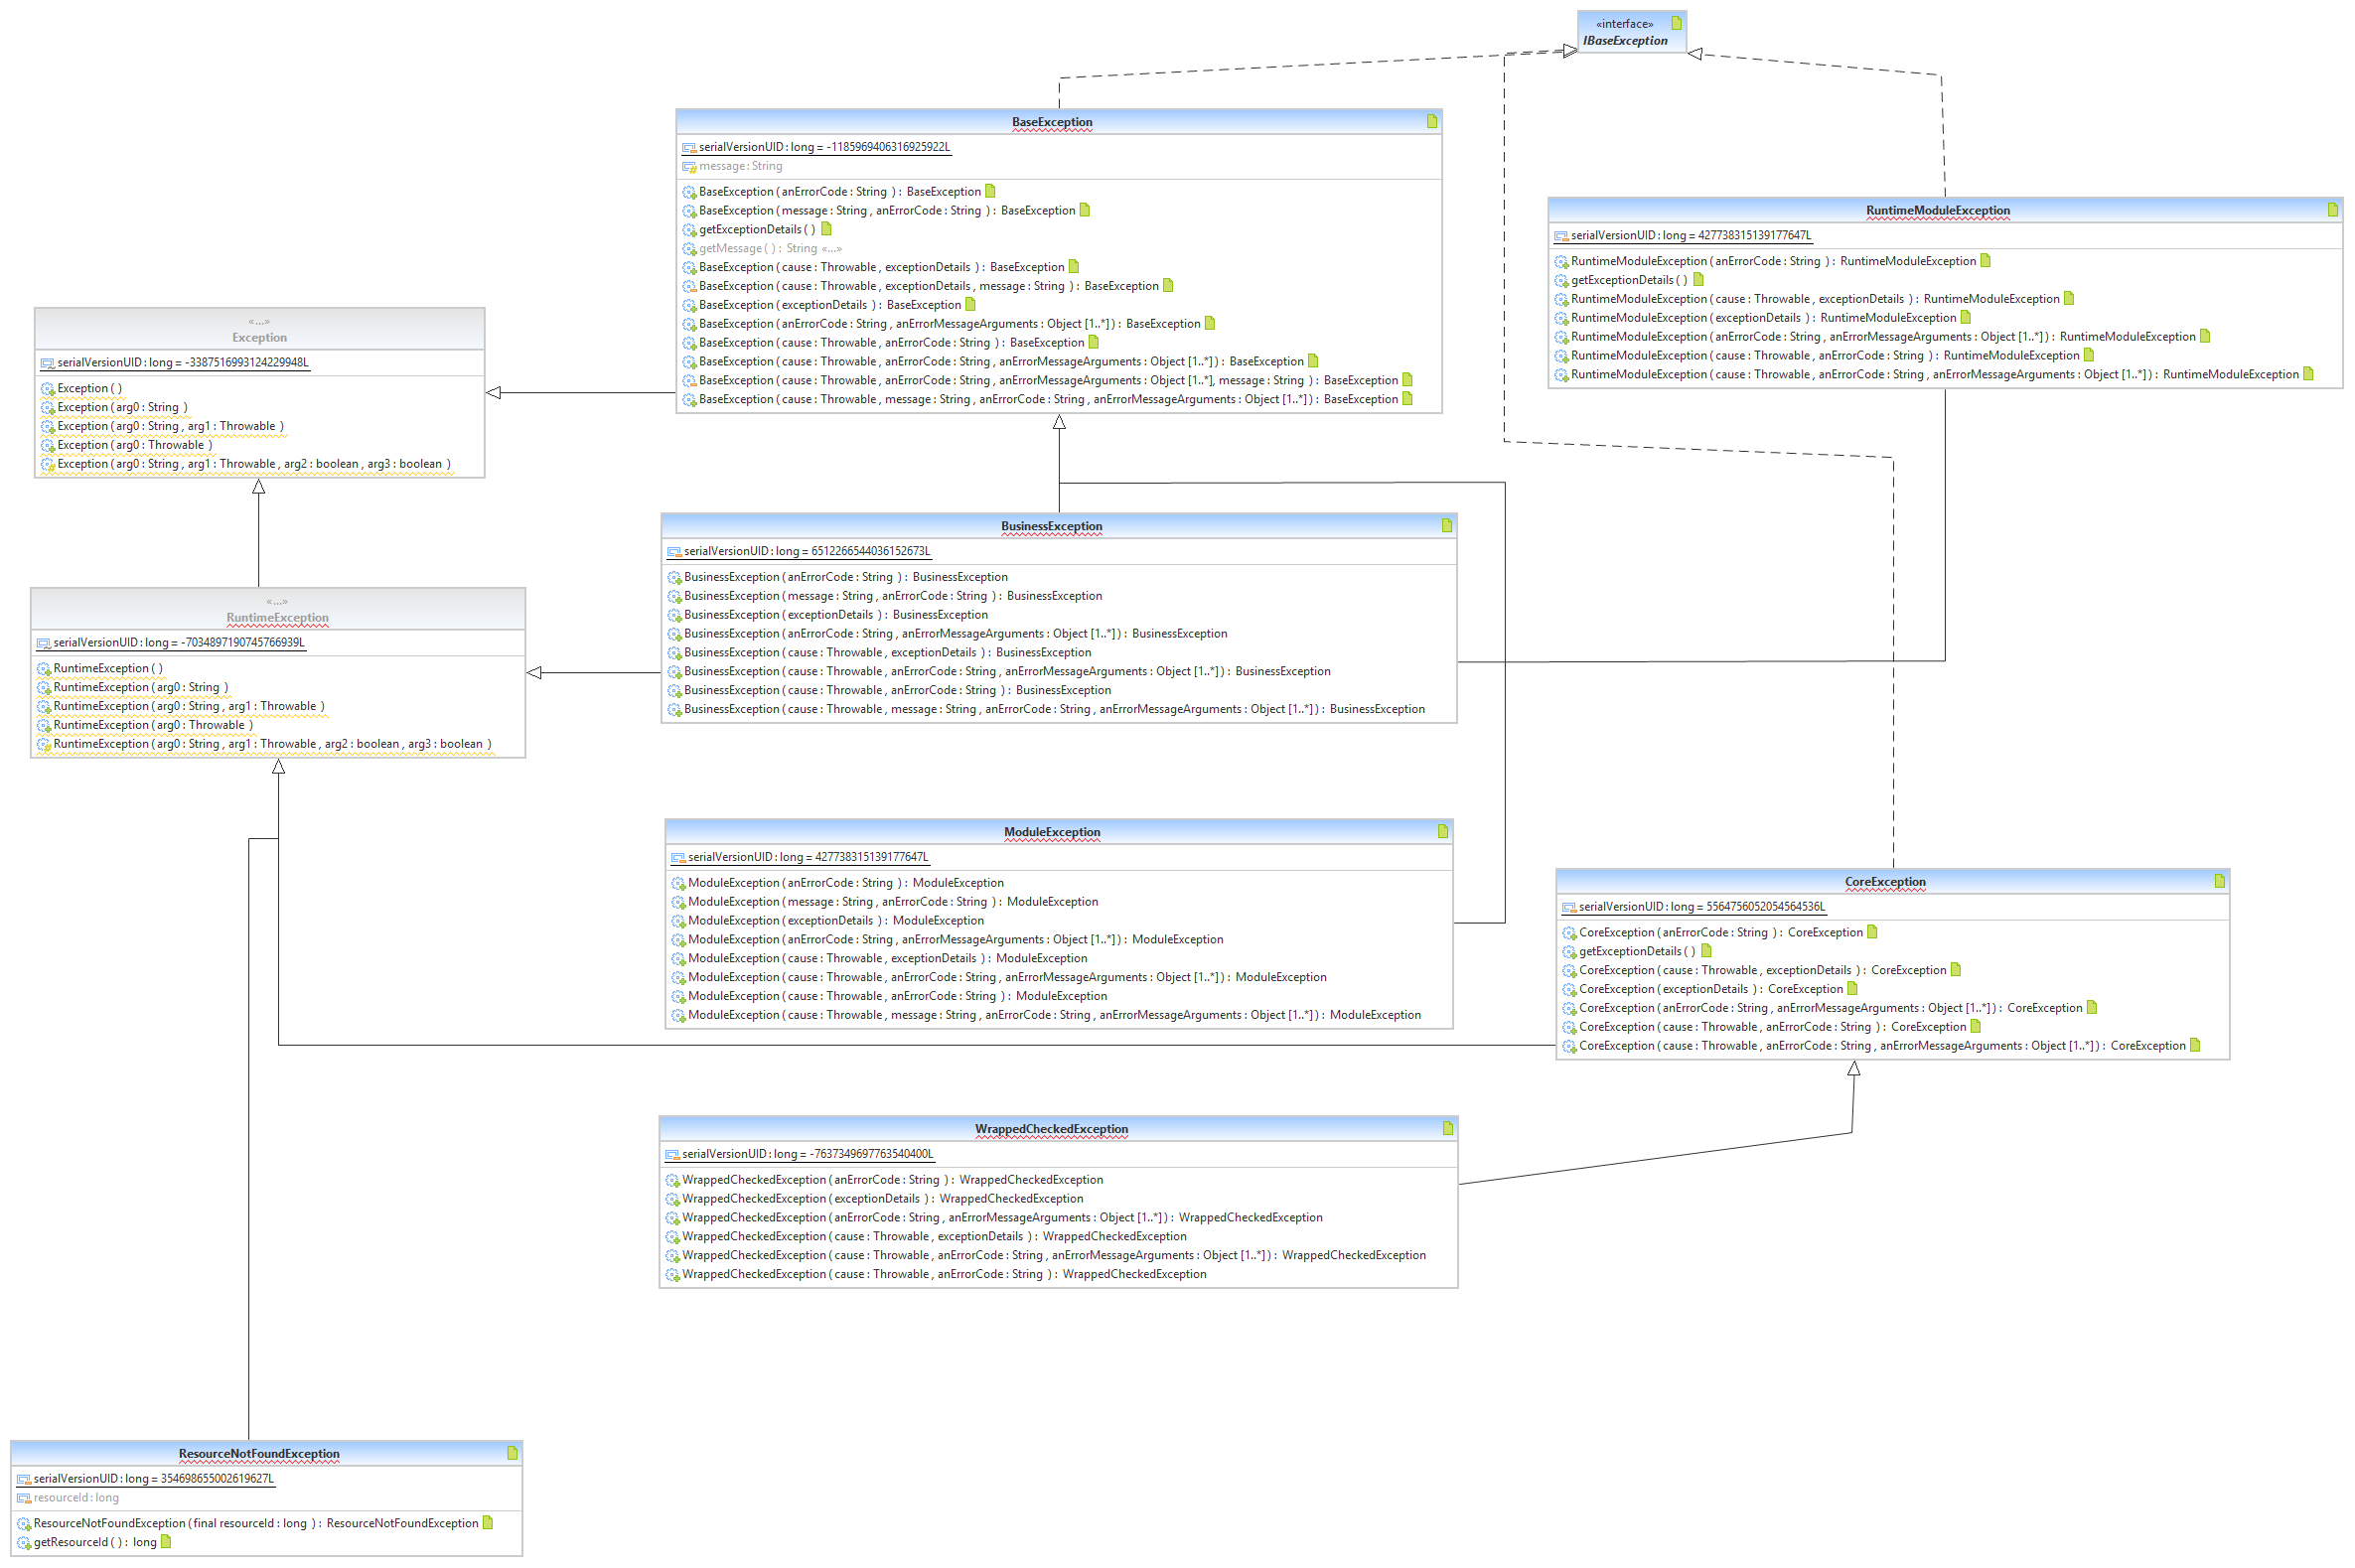 «interface»
IBaseException
BaseException
serialVersionUID : long = -1185969406316925922L
message : String
BaseException ( anErrorCode : String ) : BaseException
BaseException ( message : String , anErrorCode : String ) : BaseException
getExceptionDetails ( )
getMessage ( ) : String «...»
BaseException ( cause : Throwable , exceptionDetails ) : BaseException
BaseException ( cause : Throwable , exceptionDetails , message : String ) : BaseException
BaseException ( exceptionDetails ) : BaseException
BaseException ( anErrorCode : String , anErrorMessageArguments : Object [1..*] ) : BaseException
BaseException ( cause : Throwable , anErrorCode : String ) : BaseException
BaseException ( cause : Throwable , anErrorCode : String , anErrorMessageArguments : Object [1..*] ) : BaseException
BaseException ( cause : Throwable , anErrorCode : String , anErrorMessageArguments : Object [1..*], message : String ) : BaseException
BaseException ( cause : Throwable , message : String , anErrorCode : String , anErrorMessageArguments : Object [1..*] ) : BaseException
RuntimeModuleException
serialVersionUID : long = 427738315139177647L
RuntimeModuleException ( anErrorCode : String ) : RuntimeModuleException
getExceptionDetails ( )
RuntimeModuleException ( cause : Throwable , exceptionDetails ) : RuntimeModuleException
RuntimeModuleException ( exceptionDetails ) : RuntimeModuleException
RuntimeModuleException ( anErrorCode : String , anErrorMessageArguments : Object [1..*] ) : RuntimeModuleException
RuntimeModuleException ( cause : Throwable , anErrorCode : String ) : RuntimeModuleException
RuntimeModuleException ( cause : Throwable , anErrorCode : String , anErrorMessageArguments : Object [1..*] ) : RuntimeModuleException
«...»
Exception
serialVersionUID : long = -3387516993124229948L
Exception ( )
Exception ( arg0 : String )
Exception ( arg0 : String , arg1 : Throwable )
Exception ( arg0 : Throwable )
Exception ( arg0 : String , arg1 : Throwable , arg2 : boolean , arg3 : boolean )
BusinessException
serialVersionUID : long = 6512266544036152673L
BusinessException ( anErrorCode : String ) : BusinessException
BusinessException ( message : String , anErrorCode : String ) : BusinessException
BusinessException ( exceptionDetails ) : BusinessException
BusinessException ( anErrorCode : String , anErrorMessageArguments : Object [1..*] ) : BusinessException
BusinessException ( cause : Throwable , exceptionDetails ) : BusinessException
BusinessException ( cause : Throwable , anErrorCode : String , anErrorMessageArguments : Object [1..*] ) : BusinessException
BusinessException ( cause : Throwable , anErrorCode : String ) : BusinessException
BusinessException ( cause : Throwable , message : String , anErrorCode : String , anErrorMessageArguments : Object [1..*] ) : BusinessException
«...»
RuntimeException
serialVersionUID : long = -7034897190745766939L
RuntimeException ( )
RuntimeException ( arg0 : String )
RuntimeException ( arg0 : String , arg1 : Throwable )
RuntimeException ( arg0 : Throwable )
RuntimeException ( arg0 : String , arg1 : Throwable , arg2 : boolean , arg3 : boolean )
ModuleException
serialVersionUID : long = 427738315139177647L
ModuleException ( anErrorCode : String ) : ModuleException
ModuleException ( message : String , anErrorCode : String ) : ModuleException
ModuleException ( exceptionDetails ) : ModuleException
ModuleException ( anErrorCode : String , anErrorMessageArguments : Object [1..*] ) : ModuleException
ModuleException ( cause : Throwable , exceptionDetails ) : ModuleException
ModuleException ( cause : Throwable , anErrorCode : String , anErrorMessageArguments : Object [1..*] ) : ModuleException
ModuleException ( cause : Throwable , anErrorCode : String ) : ModuleException
ModuleException ( cause : Throwable , message : String , anErrorCode : String , anErrorMessageArguments : Object [1..*] ) : ModuleException
CoreException
serialVersionUID : long = 5564756052054564536L
CoreException ( anErrorCode : String ) : CoreException
getExceptionDetails ( )
CoreException ( cause : Throwable , exceptionDetails ) : CoreException
CoreException ( exceptionDetails ) : CoreException
CoreException ( anErrorCode : String , anErrorMessageArguments : Object [1..*] ) : CoreException
CoreException ( cause : Throwable , anErrorCode : String ) : CoreException
CoreException ( cause : Throwable , anErrorCode : String , anErrorMessageArguments : Object [1..*] ) : CoreException
WrappedCheckedException
serialVersionUID : long = -7637349697763540400L
WrappedCheckedException ( anErrorCode : String ) : WrappedCheckedException
WrappedCheckedException ( exceptionDetails ) : WrappedCheckedException
WrappedCheckedException ( anErrorCode : String , anErrorMessageArguments : Object [1..*] ) : WrappedCheckedException
WrappedCheckedException ( cause : Throwable , exceptionDetails ) : WrappedCheckedException
WrappedCheckedException ( cause : Throwable , anErrorCode : String , anErrorMessageArguments : Object [1..*] ) : WrappedCheckedException
WrappedCheckedException ( cause : Throwable , anErrorCode : String ) : WrappedCheckedException
ResourceNotFoundException
serialVersionUID : long = 354698655002619627L
resourceId : long
ResourceNotFoundException ( final resourceId : long ) : ResourceNotFoundException
getResourceId ( ) : long